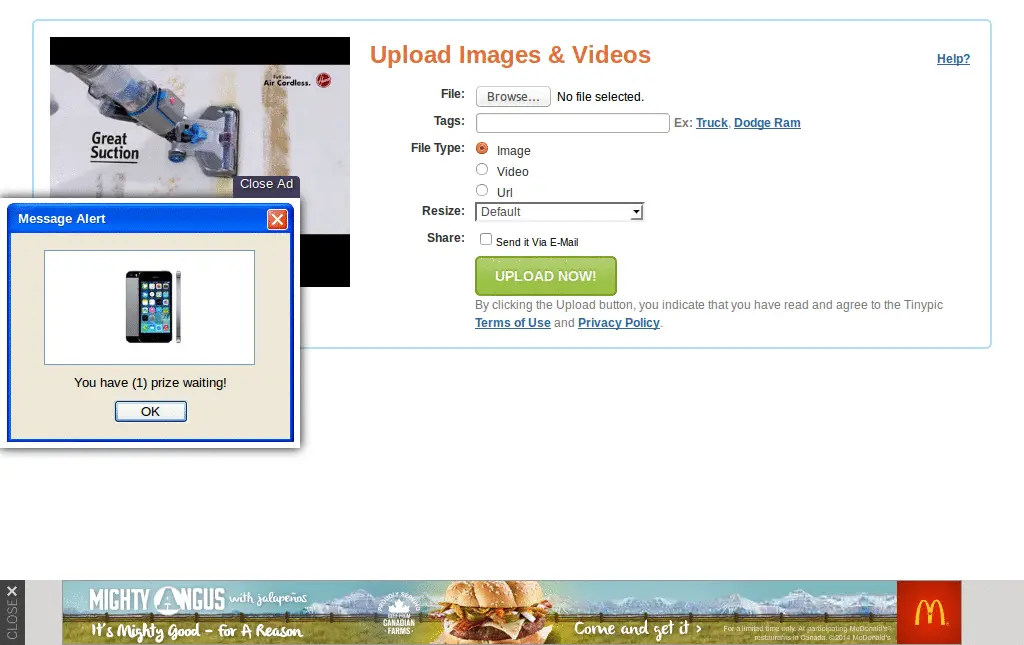 Upload Images & Videos
Help?
Full Size
Air Cordless.
Great
Suction
Close Ad
File: Browse... No file selected.
Tags: Ex: Truck, Dodge Ram
File Type: Image
Video
Url
Resize: Default
Share: Send it Via E-Mail
UPLOAD NOW!
By clicking the Upload button, you indicate that you have read and agree to the Tinypic
Terms of Use and Privacy Policy.
Message Alert
You have (1) prize waiting!
OK
CLOSE
MIGHTY ANGUS with jalapeños
It's Mighty Good - for A Reason
CANADIAN
FARMS
Come and get it ›
For a limited time only. At participating McDonald's
restaurants in Canada. ©2014 McDonald's